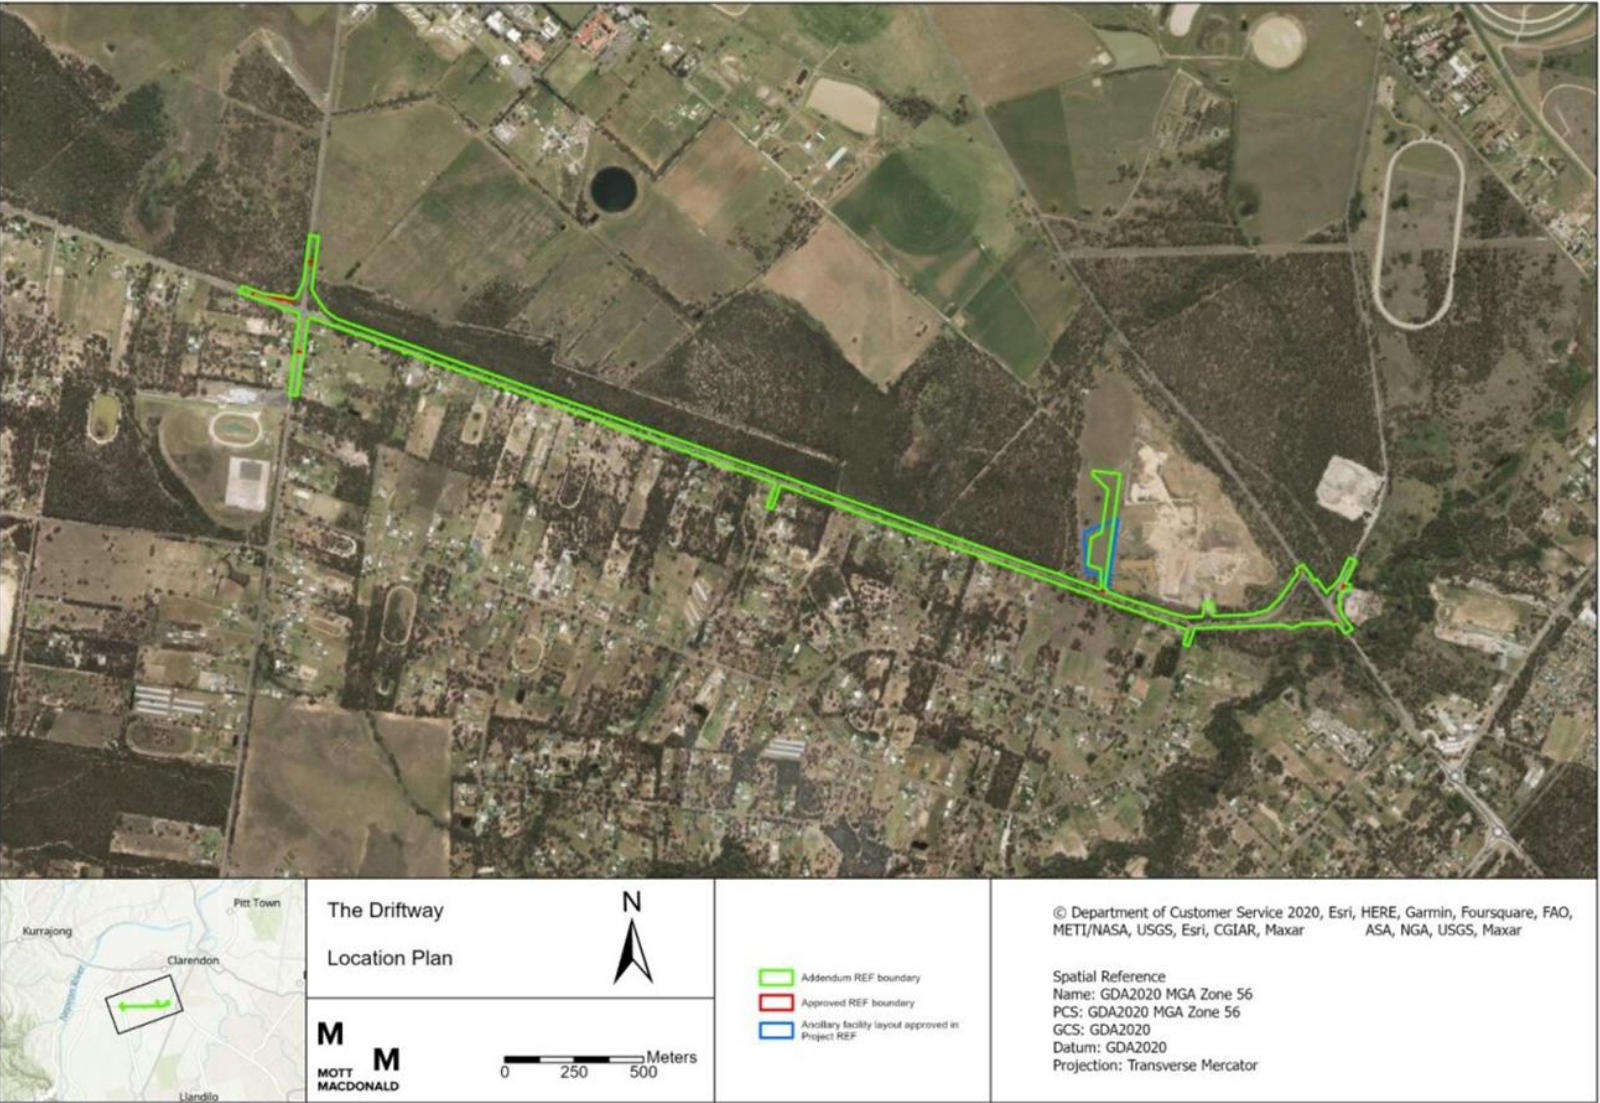 Pitt Town
Kurrajong
Clarendon
Nepean River
Llandilo
The Driftway
Location Plan
N
M
M
MOTT
MACDONALD
Meters
0 250 500
Addendum REF boundary
Approved REF boundary
Ancillary facility layout approved in
Project REF
© Department of Customer Service 2020, Esri, HERE, Garmin, Foursquare, FAO,
METI/NASA, USGS, Esri, CGIAR, Maxar ASA, NGA, USGS, Maxar
Spatial Reference
Name: GDA2020 MGA Zone 56
PCS: GDA2020 MGA Zone 56
GCS: GDA2020
Datum: GDA2020
Projection: Transverse Mercator